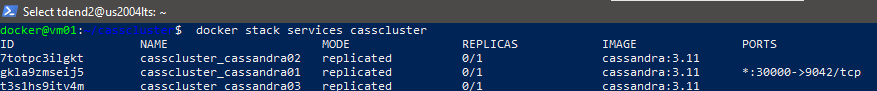 Select tdend2@us2004lts: ~
docker@vm01: $ docker stack services casscluster
ID NAME MODE REPLICAS IMAGE PORTS
7totpc3ilgkt casscluster_cassandra02 replicated 0/1 cassandra:3.11
gkla9zmseij5 casscluster_cassandra01 replicated 0/1 cassandra:3.11 *:30000->9042/tcp
t3s1hs9itv4m casscluster_cassandra03 replicated 0/1 cassandra:3.11